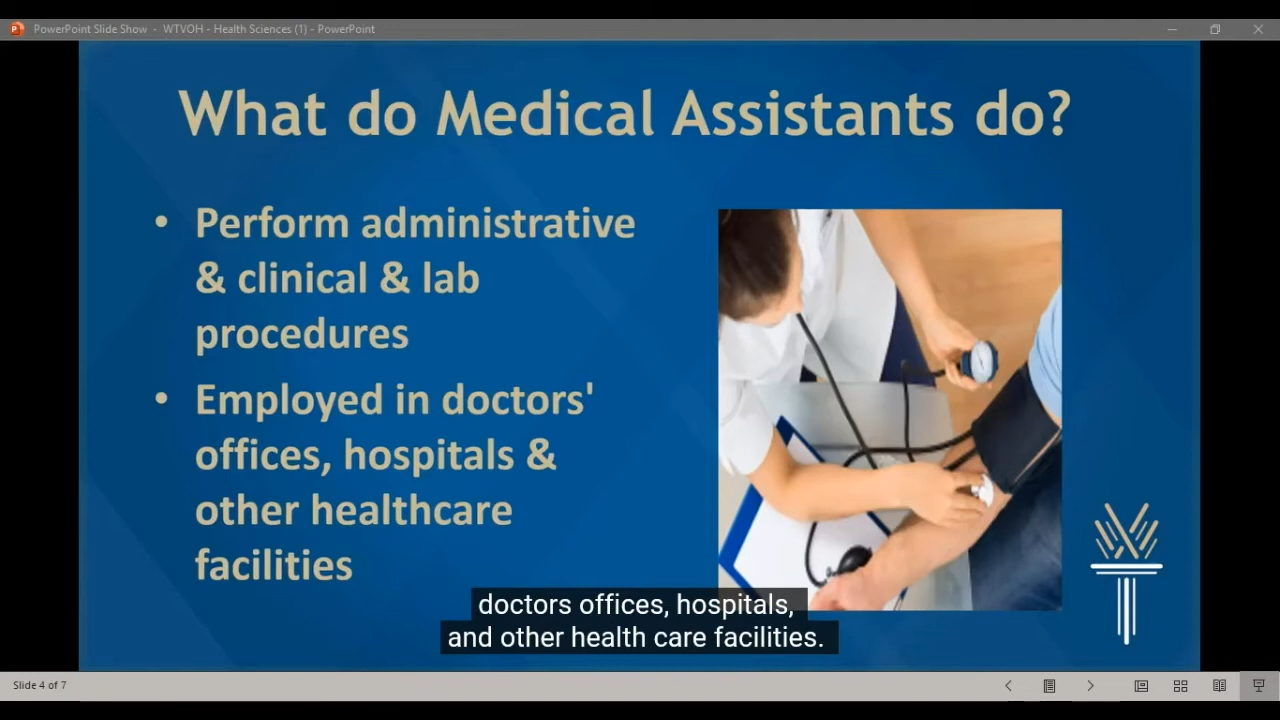 PowerPoint Slide Show - WTVOH - Health Sciences (1) - PowerPoint
What do Medical Assistants do?
• Perform administrative
& clinical & lab
procedures
• Employed in doctors'
offices, hospitals &
other healthcare
facilities
doctors offices, hospitals,
and other health care facilities.
Slide 4 of 7